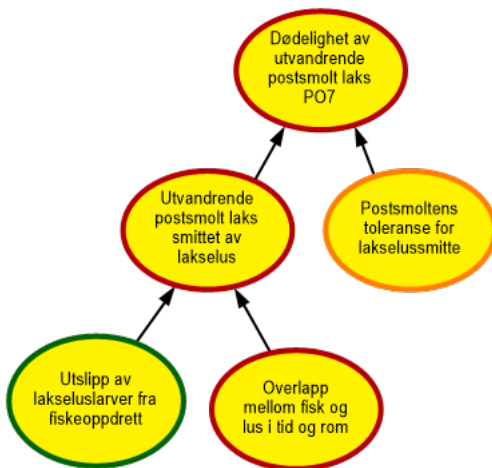 Dødelighet av
utvandrende
postsmolt laks
PO7
Utvandrende
postsmolt laks
smittet av
lakselus
Postsmoltens
toleranse for
lakselussmitte
Utslipp av
lakseluslarver fra
fiskeoppdrett
Overlapp
mellom fisk og
lus i tid og rom